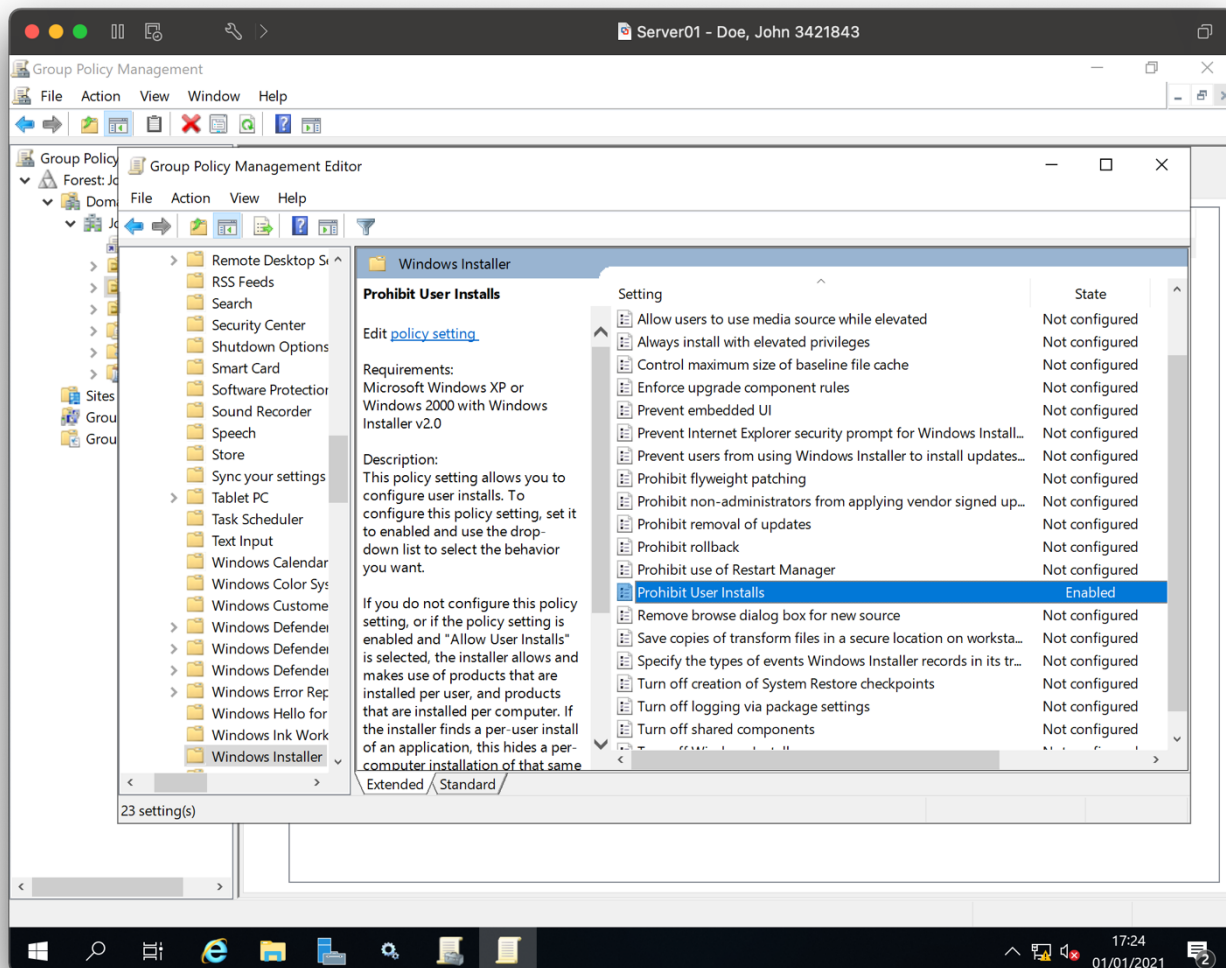 Server01 - Doe, John 3421843
Group Policy Management
File Action View Window Help
Group Policy
Forest: Jo
Doma
Jo
Sites
Grou
Grou
Group Policy Management Editor
File Action View Help
Remote Desktop Se
RSS Feeds
Search
Security Center
Shutdown Options
Smart Card
Software Protection
Sound Recorder
Speech
Store
Sync your settings
Tablet PC
Task Scheduler
Text Input
Windows Calendar
Windows Color Sys
Windows Custome
Windows Defender
Windows Defender
Windows Defender
Windows Error Rep
Windows Hello for
Windows Ink Work
Windows Installer
Windows Installer
Prohibit User Installs
Edit policy setting
Requirements:
Microsoft Windows XP or
Windows 2000 with Windows
Installer v2.0
Description:
This policy setting allows you to
configure user installs. To
configure this policy setting, set it
to enabled and use the drop-
down list to select the behavior
you want.
If you do not configure this policy
setting, or if the policy setting is
enabled and "Allow User Installs"
is selected, the installer allows and
makes use of products that are
installed per user, and products
that are installed per computer. If
the installer finds a per-user install
of an application, this hides a per-
computer installation of that same
Setting State
Allow users to use media source while elevated Not configured
Always install with elevated privileges Not configured
Control maximum size of baseline file cache Not configured
Enforce upgrade component rules Not configured
Prevent embedded UI Not configured
Prevent Internet Explorer security prompt for Windows Install... Not configured
Prevent users from using Windows Installer to install updates... Not configured
Prohibit flyweight patching Not configured
Prohibit non-administrators from applying vendor signed up... Not configured
Prohibit removal of updates Not configured
Prohibit rollback Not configured
Prohibit use of Restart Manager Not configured
Prohibit User Installs Enabled
Remove browse dialog box for new source Not configured
Save copies of transform files in a secure location on worksta... Not configured
Specify the types of events Windows Installer records in its tr... Not configured
Turn off creation of System Restore checkpoints Not configured
Turn off logging via package settings Not configured
Turn off shared components Not configured
Extended Standard
23 setting(s)
17:24
01/01/2021
2